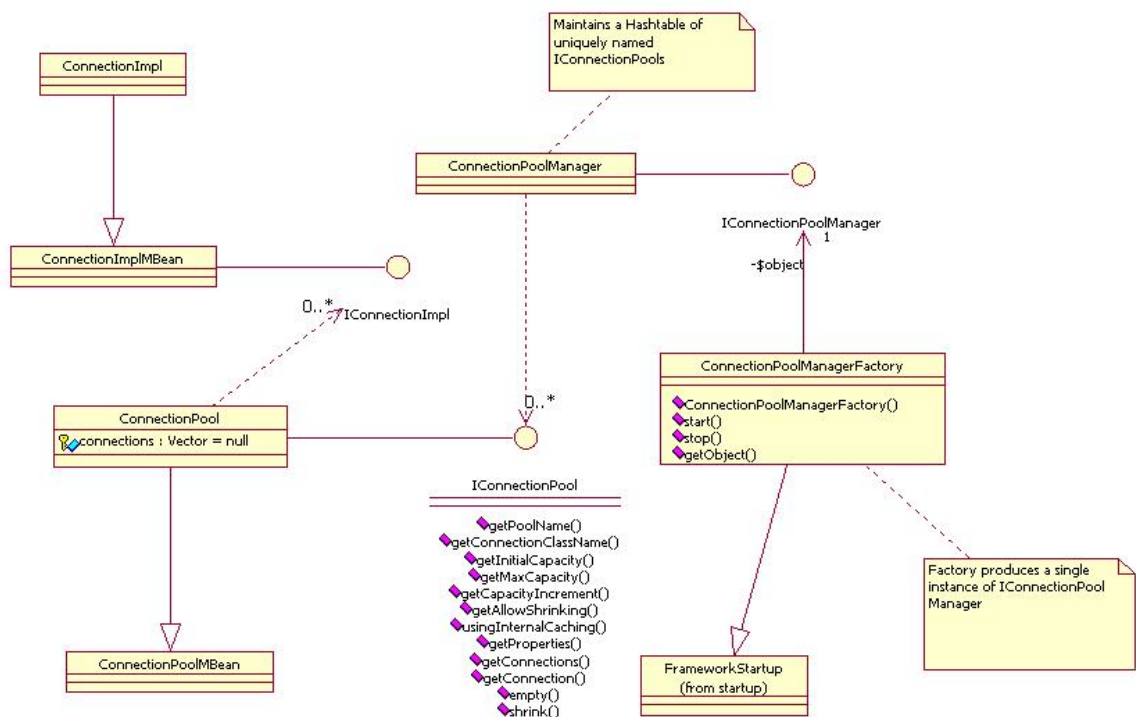 Maintains a Hashtable of
uniquely named
IConnectionPools
ConnectionImpl
ConnectionPoolManager
IConnectionPoolManager
1
-$object
ConnectionImplMBean
0..*
IConnectionImpl
ConnectionPoolManagerFactory
ConnectionPoolManagerFactory()
start()
stop()
getObject()
ConnectionPool
connections : Vector = null
0..*
IConnectionPool
getPoolName()
getConnectionClassName()
getInitialCapacity()
getMaxCapacity()
getCapacityIncrement()
getAllowShrinking()
usingInternalCaching()
getProperties()
getConnections()
getConnection()
empty()
shrink()
Factory produces a single
instance of IConnectionPool
Manager
ConnectionPoolMBean
FrameworkStartup
(from startup)